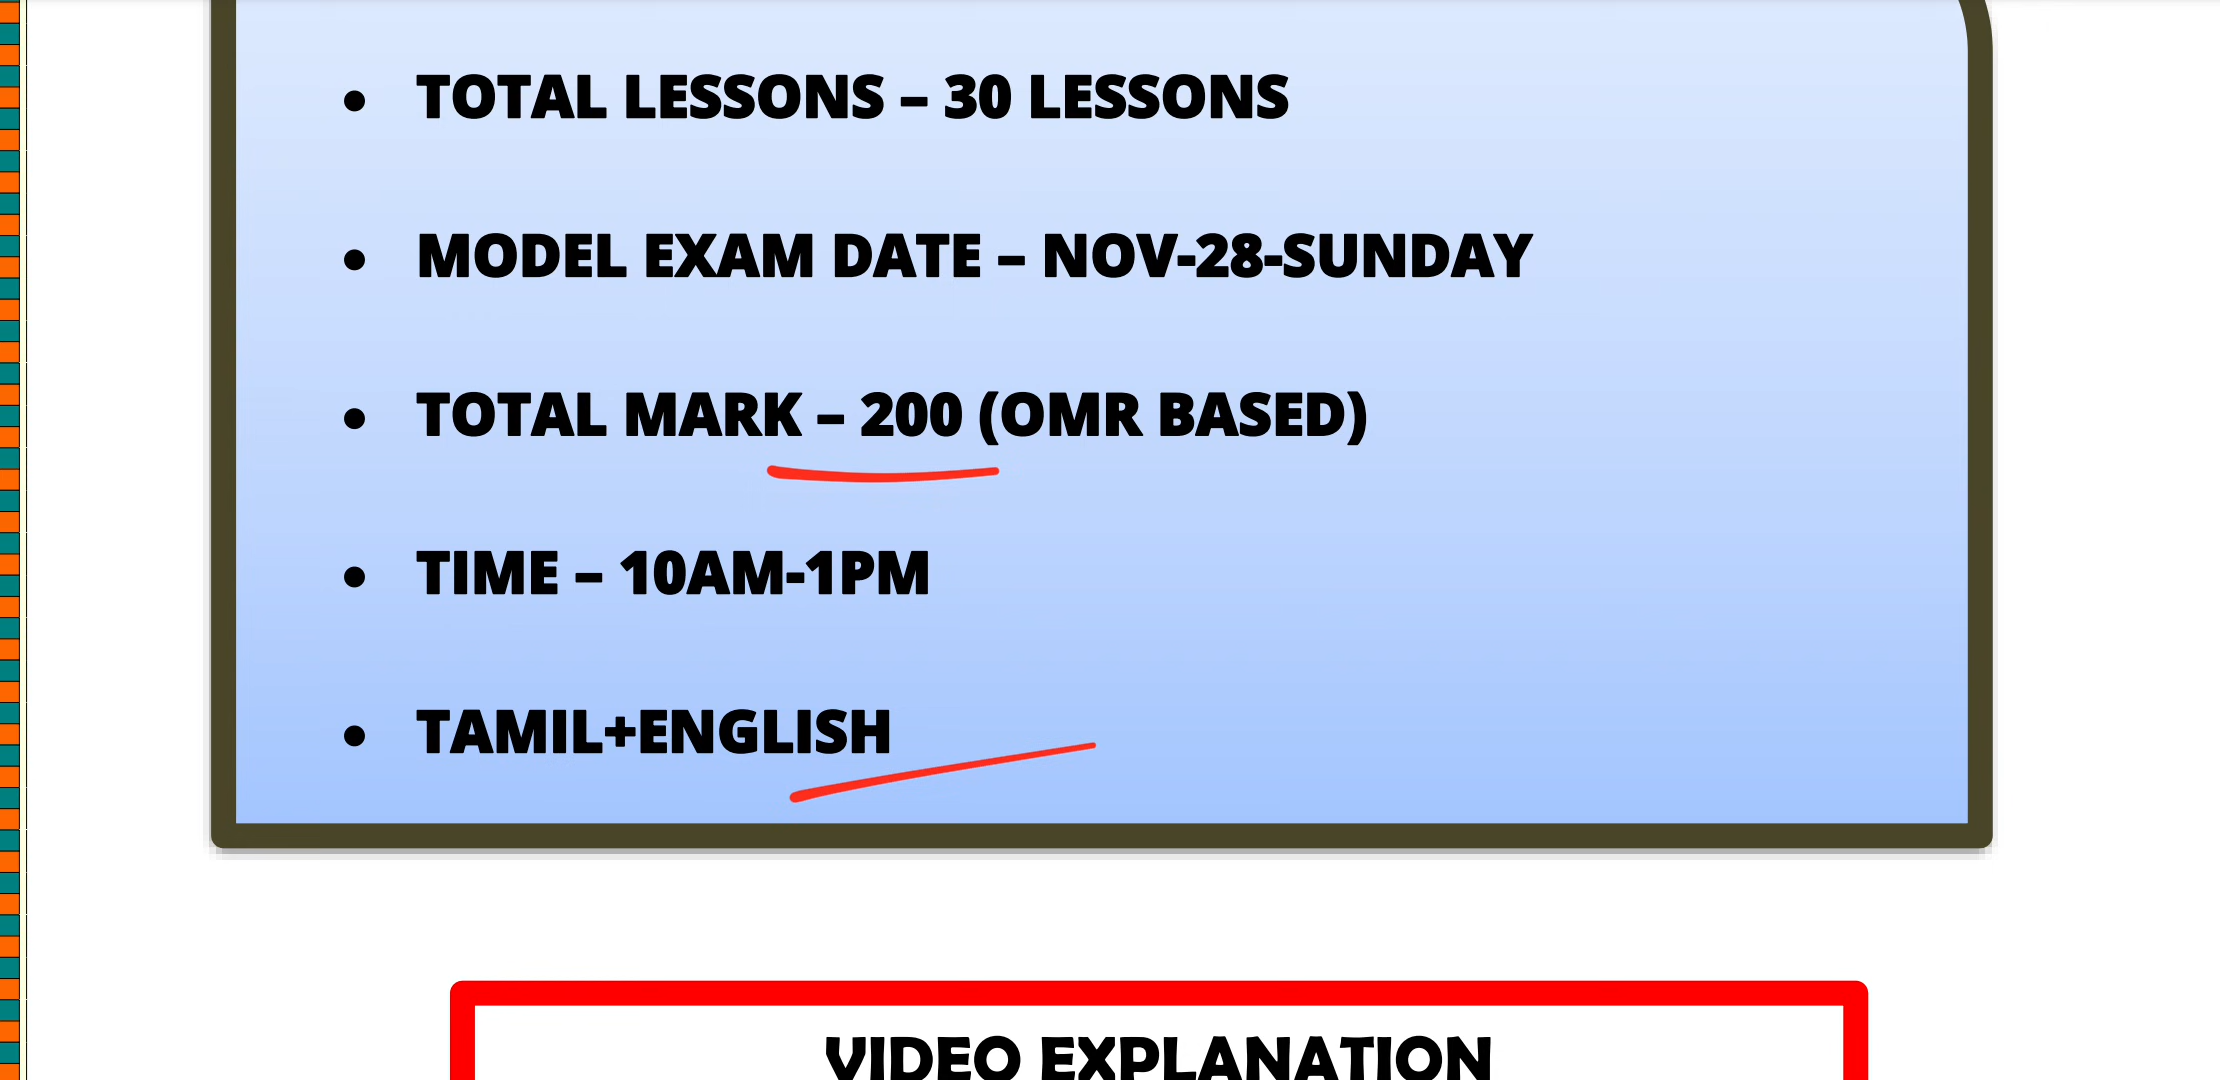 • TOTAL LESSONS – 30 LESSONS
• MODEL EXAM DATE – NOV-28-SUNDAY
• TOTAL MARK – 200 (OMR BASED)
• TIME – 10AM-1PM
• TAMIL+ENGLISH
VIDEO EXPLANATION